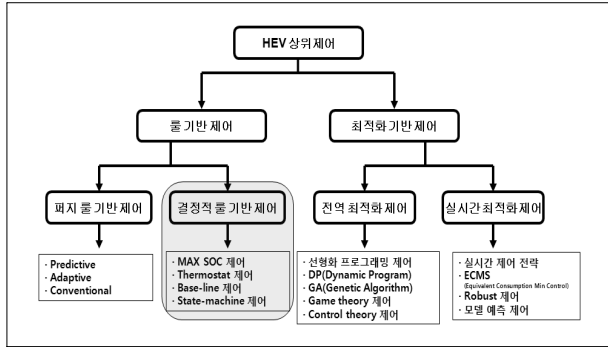 HEV 상위 제어
룰 기반 제어
최적화 기반 제어
퍼지 룰 기반 제어
결정적 룰 기반 제어
전역 최적화 제어
실시간 최적화 제어
· Predictive
· Adaptive
· Conventional
· MAX SOC 제어
· Thermostat 제어
· Base-line 제어
· State-machine 제어
· 선형화 프로그래밍 제어
· DP(Dynamic Program)
· GA(Genetic Algorithm)
· Game theory 제어
· Control theory 제어
· 실시간 제어 전략
· ECMS
(Equivalent Consumption Min Control)
· Robust 제어
· 모델 예측 제어